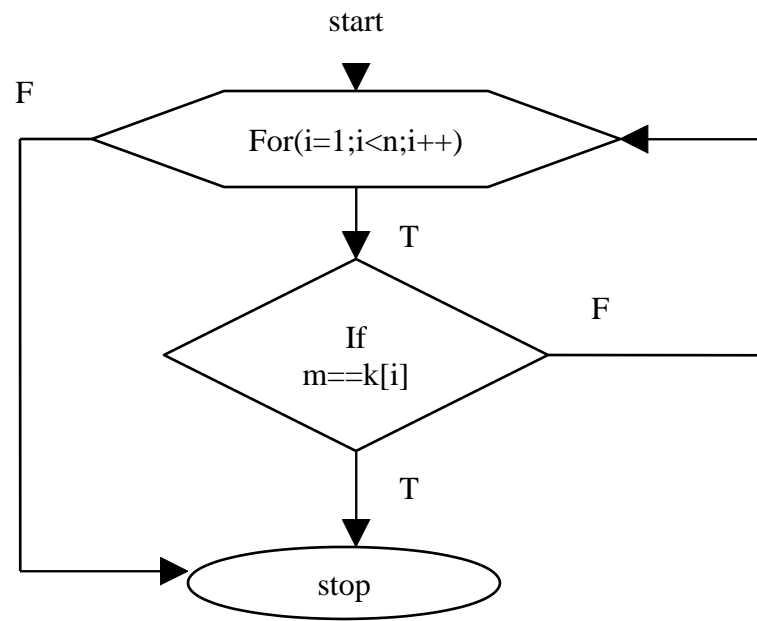 start
F
For(i=1;i<n;i++)
T
F
If
m==k[i]
T
stop